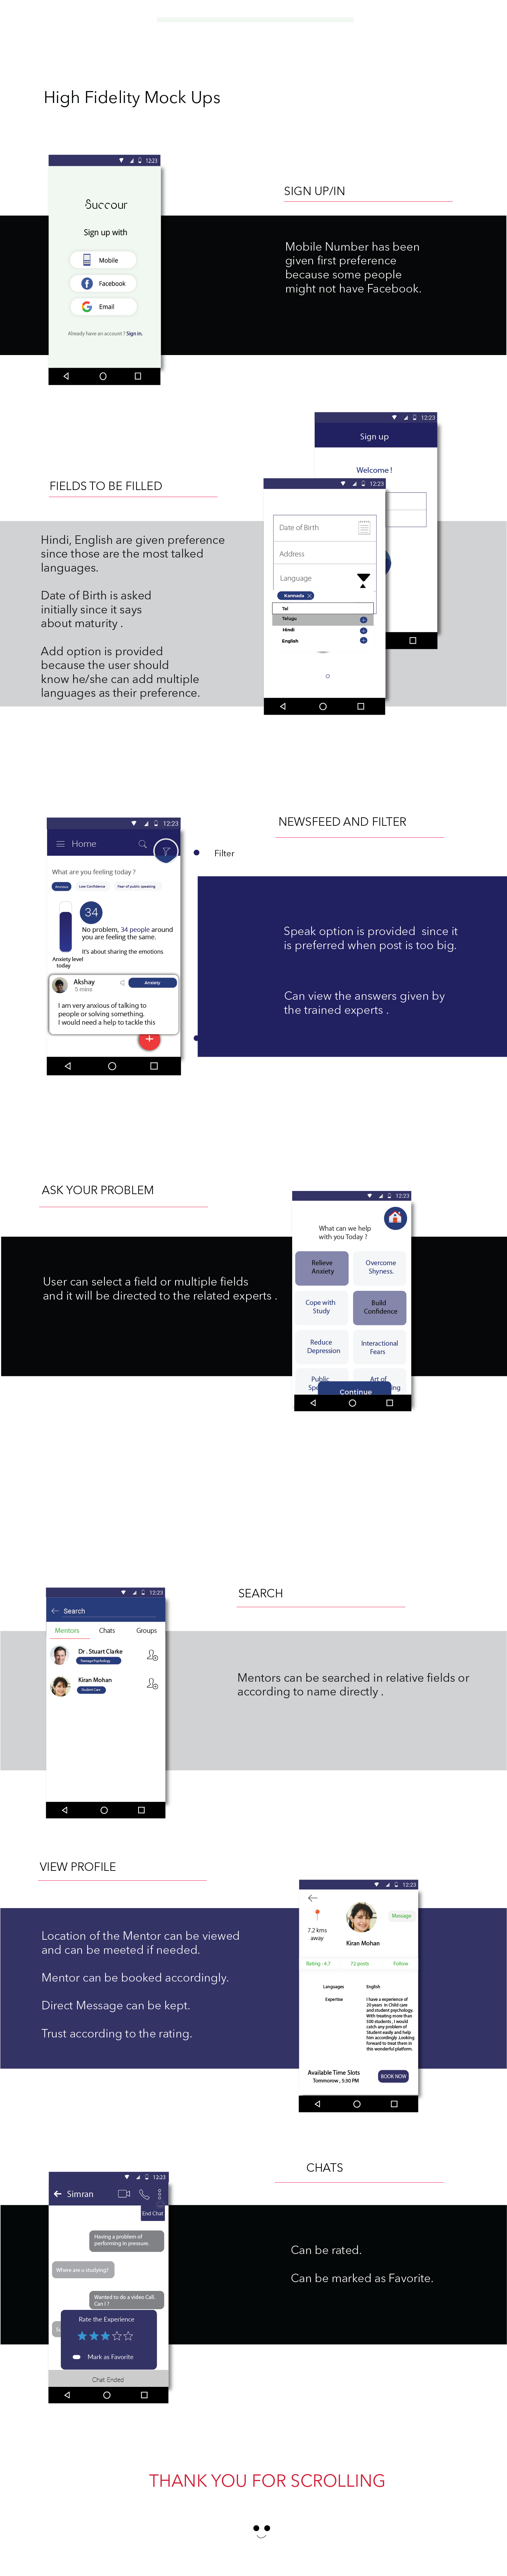 High Fidelity Mock Ups
12:23
Succour
Sign up with
Mobile
Facebook
Email
Already have an account ? Sign in.
SIGN UP/IN
Mobile Number has been
given first preference
because some people
might not have Facebook.
FIELDS TO BE FILLED
Hindi, English are given preference
since those are the most talked
languages.
Date of Birth is asked
initially since it says
about maturity .
Add option is provided
because the user should
know he/she can add multiple
languages as their preference.
12:23
Sign up
Welcome !
12:23
Date of Birth
Address
Language
Kannada
Tel
Telugu
Hindi
English
NEWSFEED AND FILTER
12:23
Home
Filter
What are you feeling today ?
Anxious
Low Confidence
Fear of public speaking
34
No problem, 34 people around
you are feeling the same.
It's about sharing the emotions
Anxiety level
today
Akshay
5 mins
Anxiety
I am very anxious of talking to
people or solving something.
I would need a help to tackle this
Speak option is provided since it
is preferred when post is too big.
Can view the answers given by
the trained experts .
ASK YOUR PROBLEM
User can select a field or multiple fields
and it will be directed to the related experts .
12:23
What can we help
with you Today ?
Relieve
Anxiety
Overcome
Shyness.
Cope with
Study
Build
Confidence
Reduce
Depression
Interactional
Fears
Public
Spe
Art of
ng
Continue
SEARCH
12:23
Search
Mentors
Chats
Groups
Dr . Stuart Clarke
Teenage Psychology
Kiran Mohan
Student Care
Mentors can be searched in relative fields or
according to name directly .
VIEW PROFILE
Location of the Mentor can be viewed
and can be meeted if needed.
Mentor can be booked accordingly.
Direct Message can be kept.
Trust according to the rating.
12:23
7.2 kms
away
Message
Kiran Mohan
Rating - 4.7
72 posts
Follow
Languages
English
Expertise
I have a experience of
20 years in Child care
and student psychology.
With treating more than
500 students , I would
catch any problem of
Student easily and help
him accordingly .Looking
forward to treat them in
this wonderful platform.
Available Time Slots
Tommorow , 5:30 PM
BOOK NOW
CHATS
12:23
Simran
End Chat
Having a problem of
performing in pressure.
Where are u studying?
Wanted to do a video Call.
Can I ?
Rate the Experience
Mark as Favorite
Chat Ended
Can be rated.
Can be marked as Favorite.
THANK YOU FOR SCROLLING